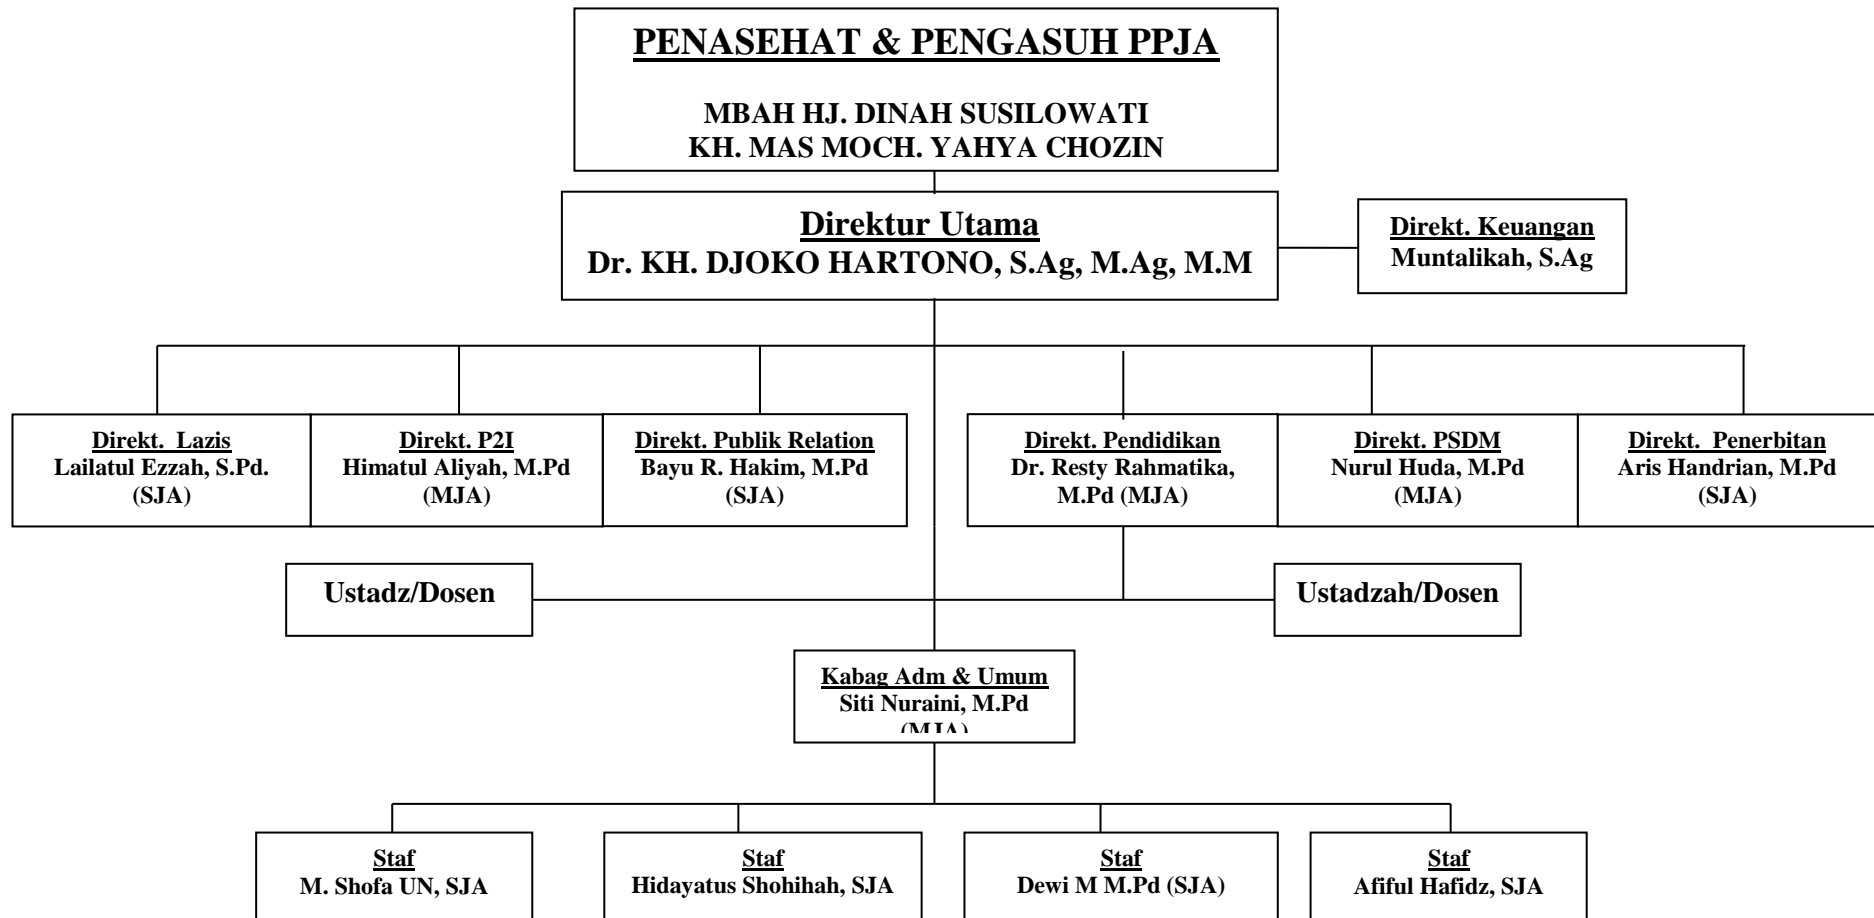 PENASEHAT & PENGASUH PPJA
MBAH HJ. DINAH SUSILOWATI
KH. MAS MOCH. YAHYA CHOZIN
Direktur Utama
Dr. KH. DJOKO HARTONO, S.Ag, M.Ag, M.M
Direkt. Keuangan
Muntalikah, S.Ag
Direkt. Lazis
Lailatul Ezzah, S.Pd.
(SJA)
Direkt. P2I
Himatul Aliyah, M.Pd
(MJA)
Direkt. Publik Relation
Bayu R. Hakim, M.Pd
(SJA)
Direkt. Pendidikan
Dr. Resty Rahmatika,
M.Pd (MJA)
Direkt. PSDM
Nurul Huda, M.Pd
(MJA)
Direkt. Penerbitan
Aris Handrian, M.Pd
(SJA)
Ustadz/Dosen
Ustadzah/Dosen
Kabag Adm & Umum
Siti Nuraini, M.Pd
(MJA)
Staf
M. Shofa UN, SJA
Staf
Hidayatus Shohihah, SJA
Staf
Dewi M M.Pd (SJA)
Staf
Afiful Hafidz, SJA